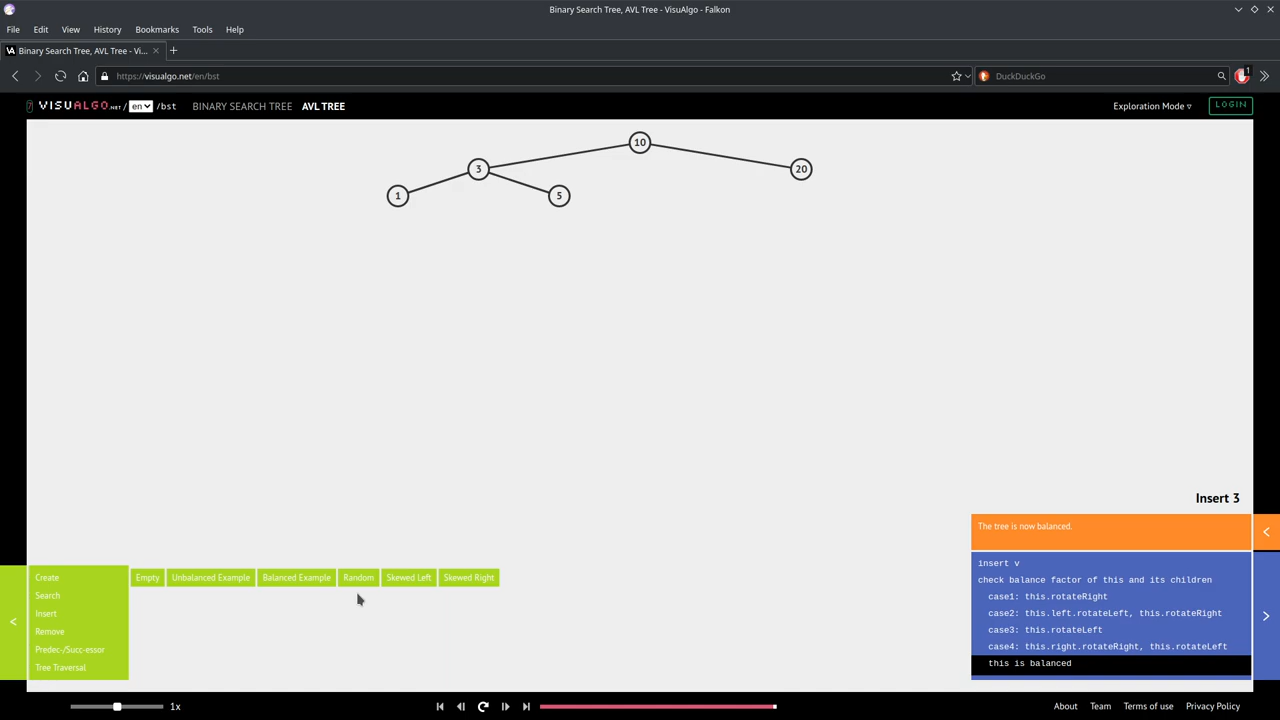 Binary Search Tree, AVL Tree - VisuAlgo - Falkon
File Edit View History Bookmarks Tools Help
Binary Search Tree, AVL Tree - Vi...
https://visualgo.net/en/bst
DuckDuckGo
1
VISUALGO.NET/ en /bst BINARY SEARCH TREE AVL TREE Exploration Mode ▿ LOGIN
10
3 20
1 5
Insert 3
The tree is now balanced.
insert v
check balance factor of this and its children
case1: this.rotateRight
case2: this.left.rotateLeft, this.rotateRight
case3: this.rotateLeft
case4: this.right.rotateRight, this.rotateLeft
this is balanced
Create Empty Unbalanced Example Balanced Example Random Skewed Left Skewed Right
Search
Insert
Remove
Predec-/Succ-essor
Tree Traversal
< < >
1x
About Team Terms of use Privacy Policy